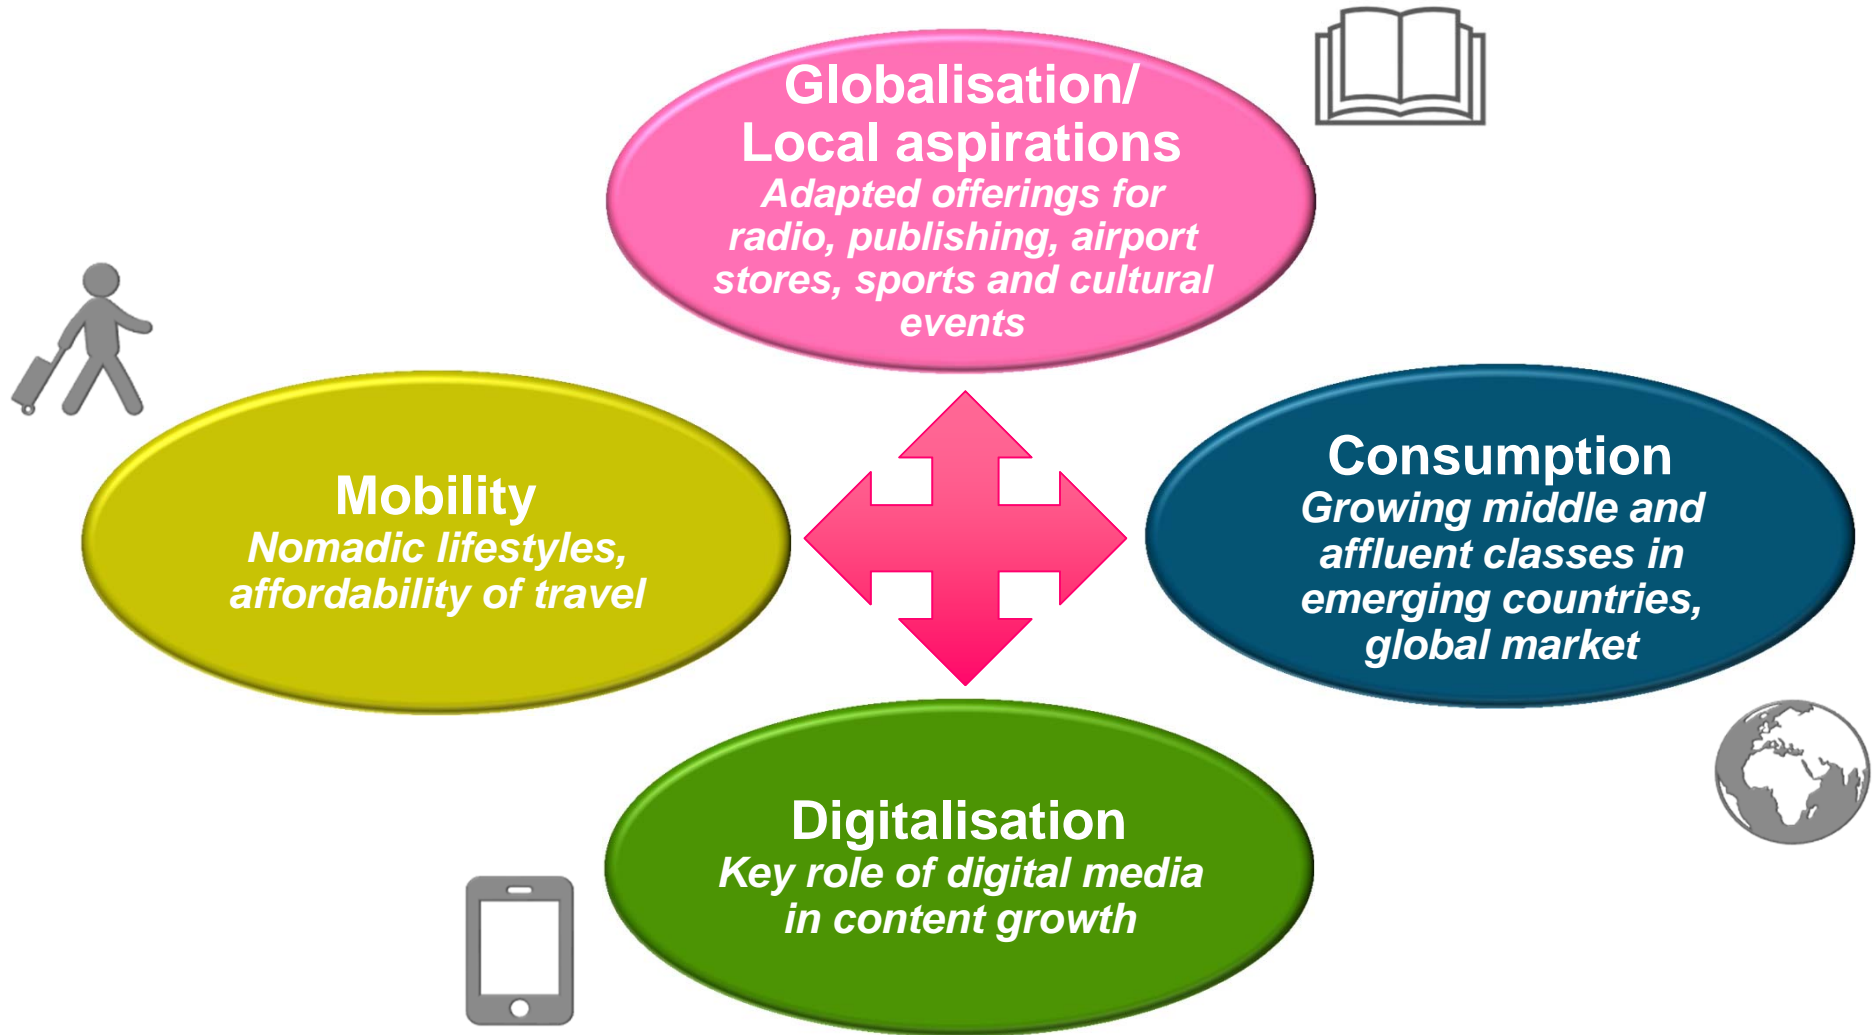 Globalisation/
Local aspirations
Adapted offerings for
radio, publishing, airport
stores, sports and cultural
events
Mobility
Nomadic lifestyles,
affordability of travel
Consumption
Growing middle and
affluent classes in
emerging countries,
global market
Digitalisation
Key role of digital media
in content growth